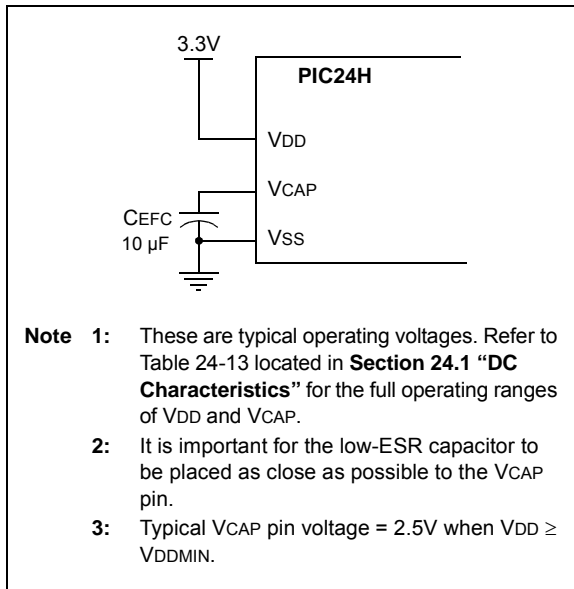 3.3V
PIC24H
VDD
VCAP
CEFC
10 µF
VSS
Note 1: These are typical operating voltages. Refer to
Table 24-13 located in Section 24.1 “DC
Characteristics” for the full operating ranges
of VDD and VCAP.
2: It is important for the low-ESR capacitor to
be placed as close as possible to the VCAP
pin.
3: Typical VCAP pin voltage = 2.5V when VDD ≥
VDDMIN.